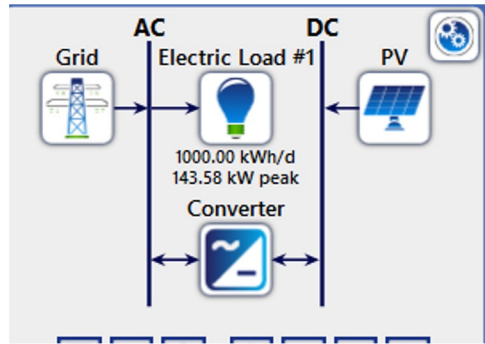 AC DC
Grid Electric Load #1 PV
1000.00 kWh/d
143.58 kW peak
Converter